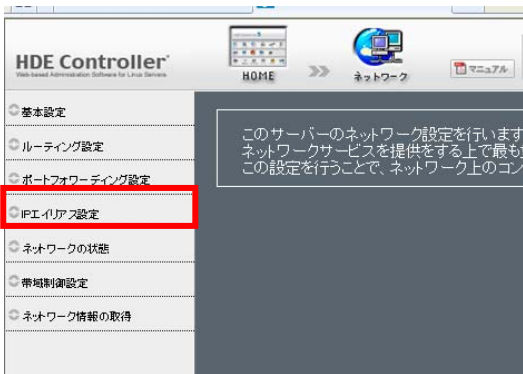 HDE Controller
Web-based Administration Software for Linux Servers
HOME
ネットワーク
マニュアル
基本設定
ルーティング設定
ポートフォワーディング設定
IPエイリアス設定
ネットワークの状態
帯域制御設定
ネットワーク情報の取得
このサーバーのネットワーク設定を行います
ネットワークサービスを提供をする上で最も
この設定を行うことで、ネットワーク上のコン